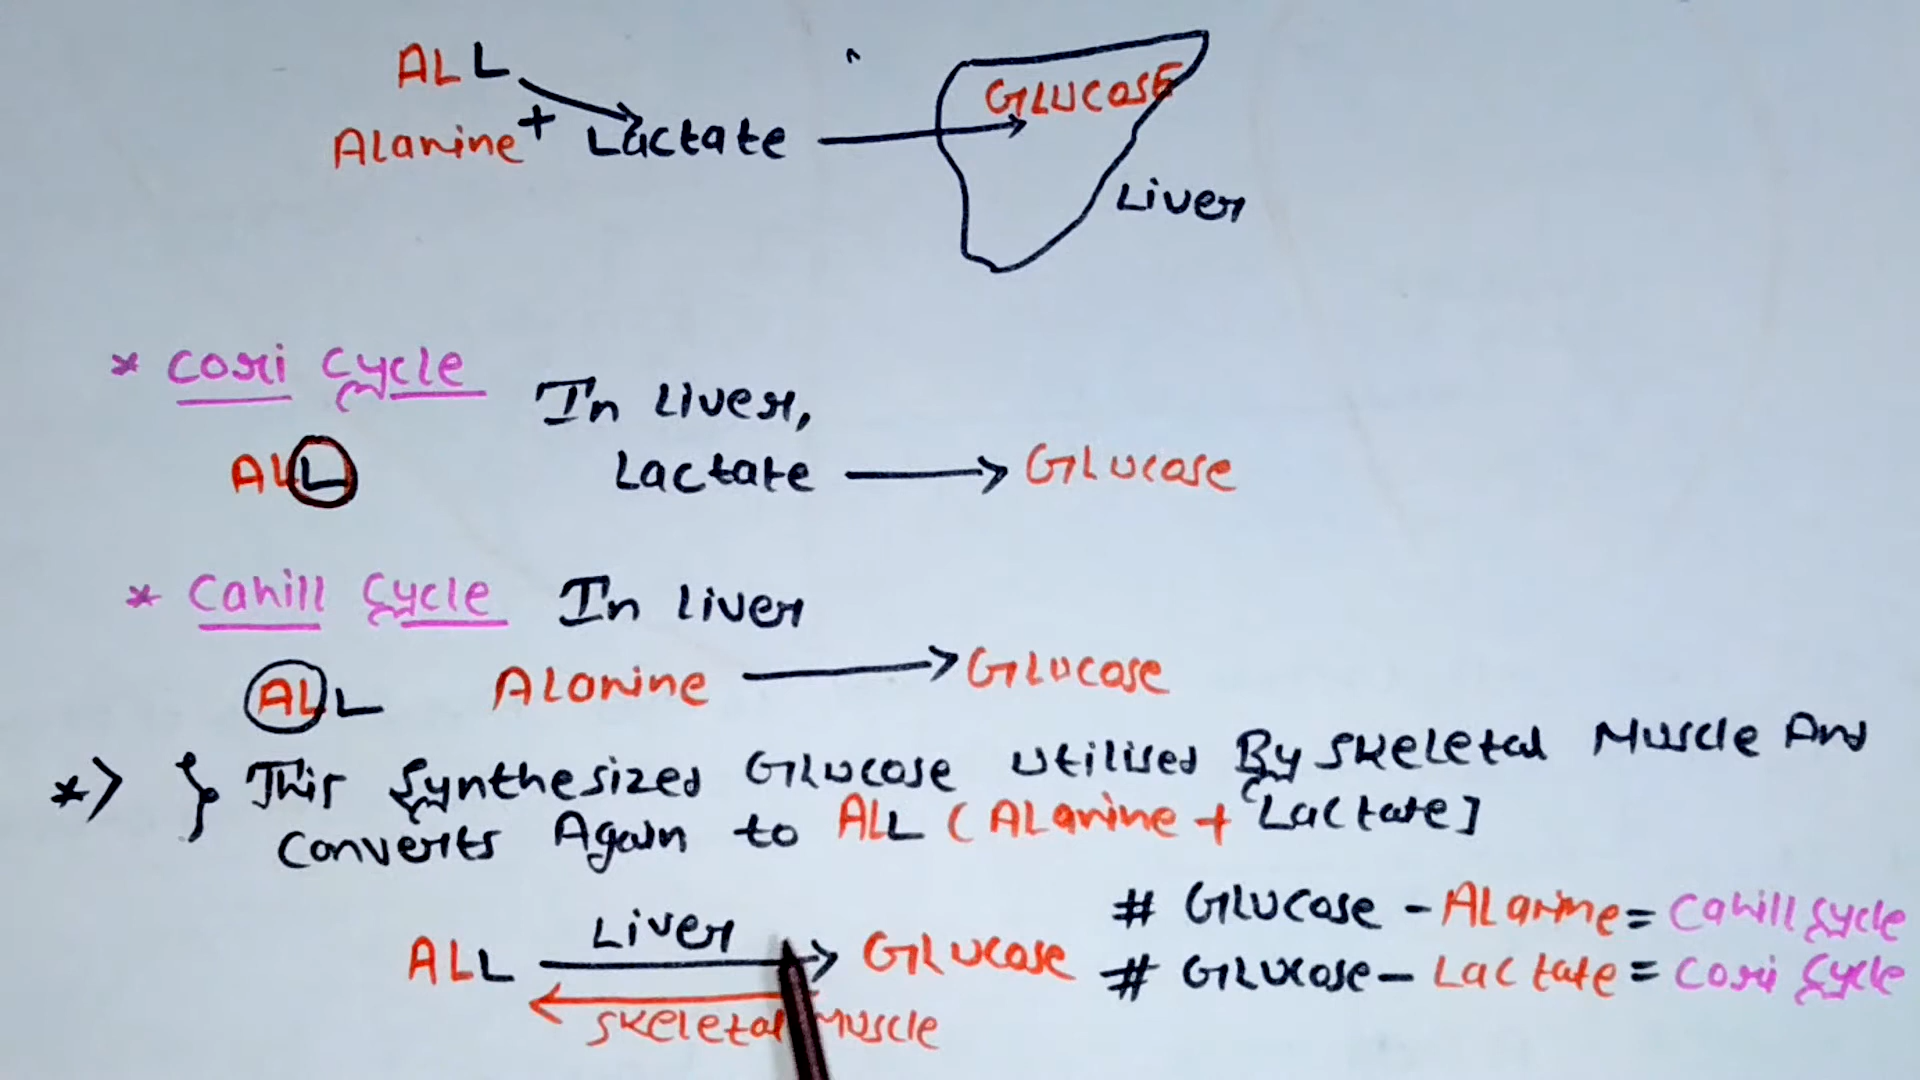 ALL
Alanine + Lactate → GLUCOSE
Liver
* Cori Cycle
In Liver,
ALL Lactate → Glucose
* Cahill Cycle In Liver
ALL Alanine → Glucose
*> } This Synthesized Glucose utilised By Skeletal Muscle And
Converts Again to ALL (Alanine + Lactate]
# Glucose - Alanine = Cahill Cycle
ALL Liver → Glucose
# Glucose - Lactate = Cori Cycle
← Skeletal Muscle